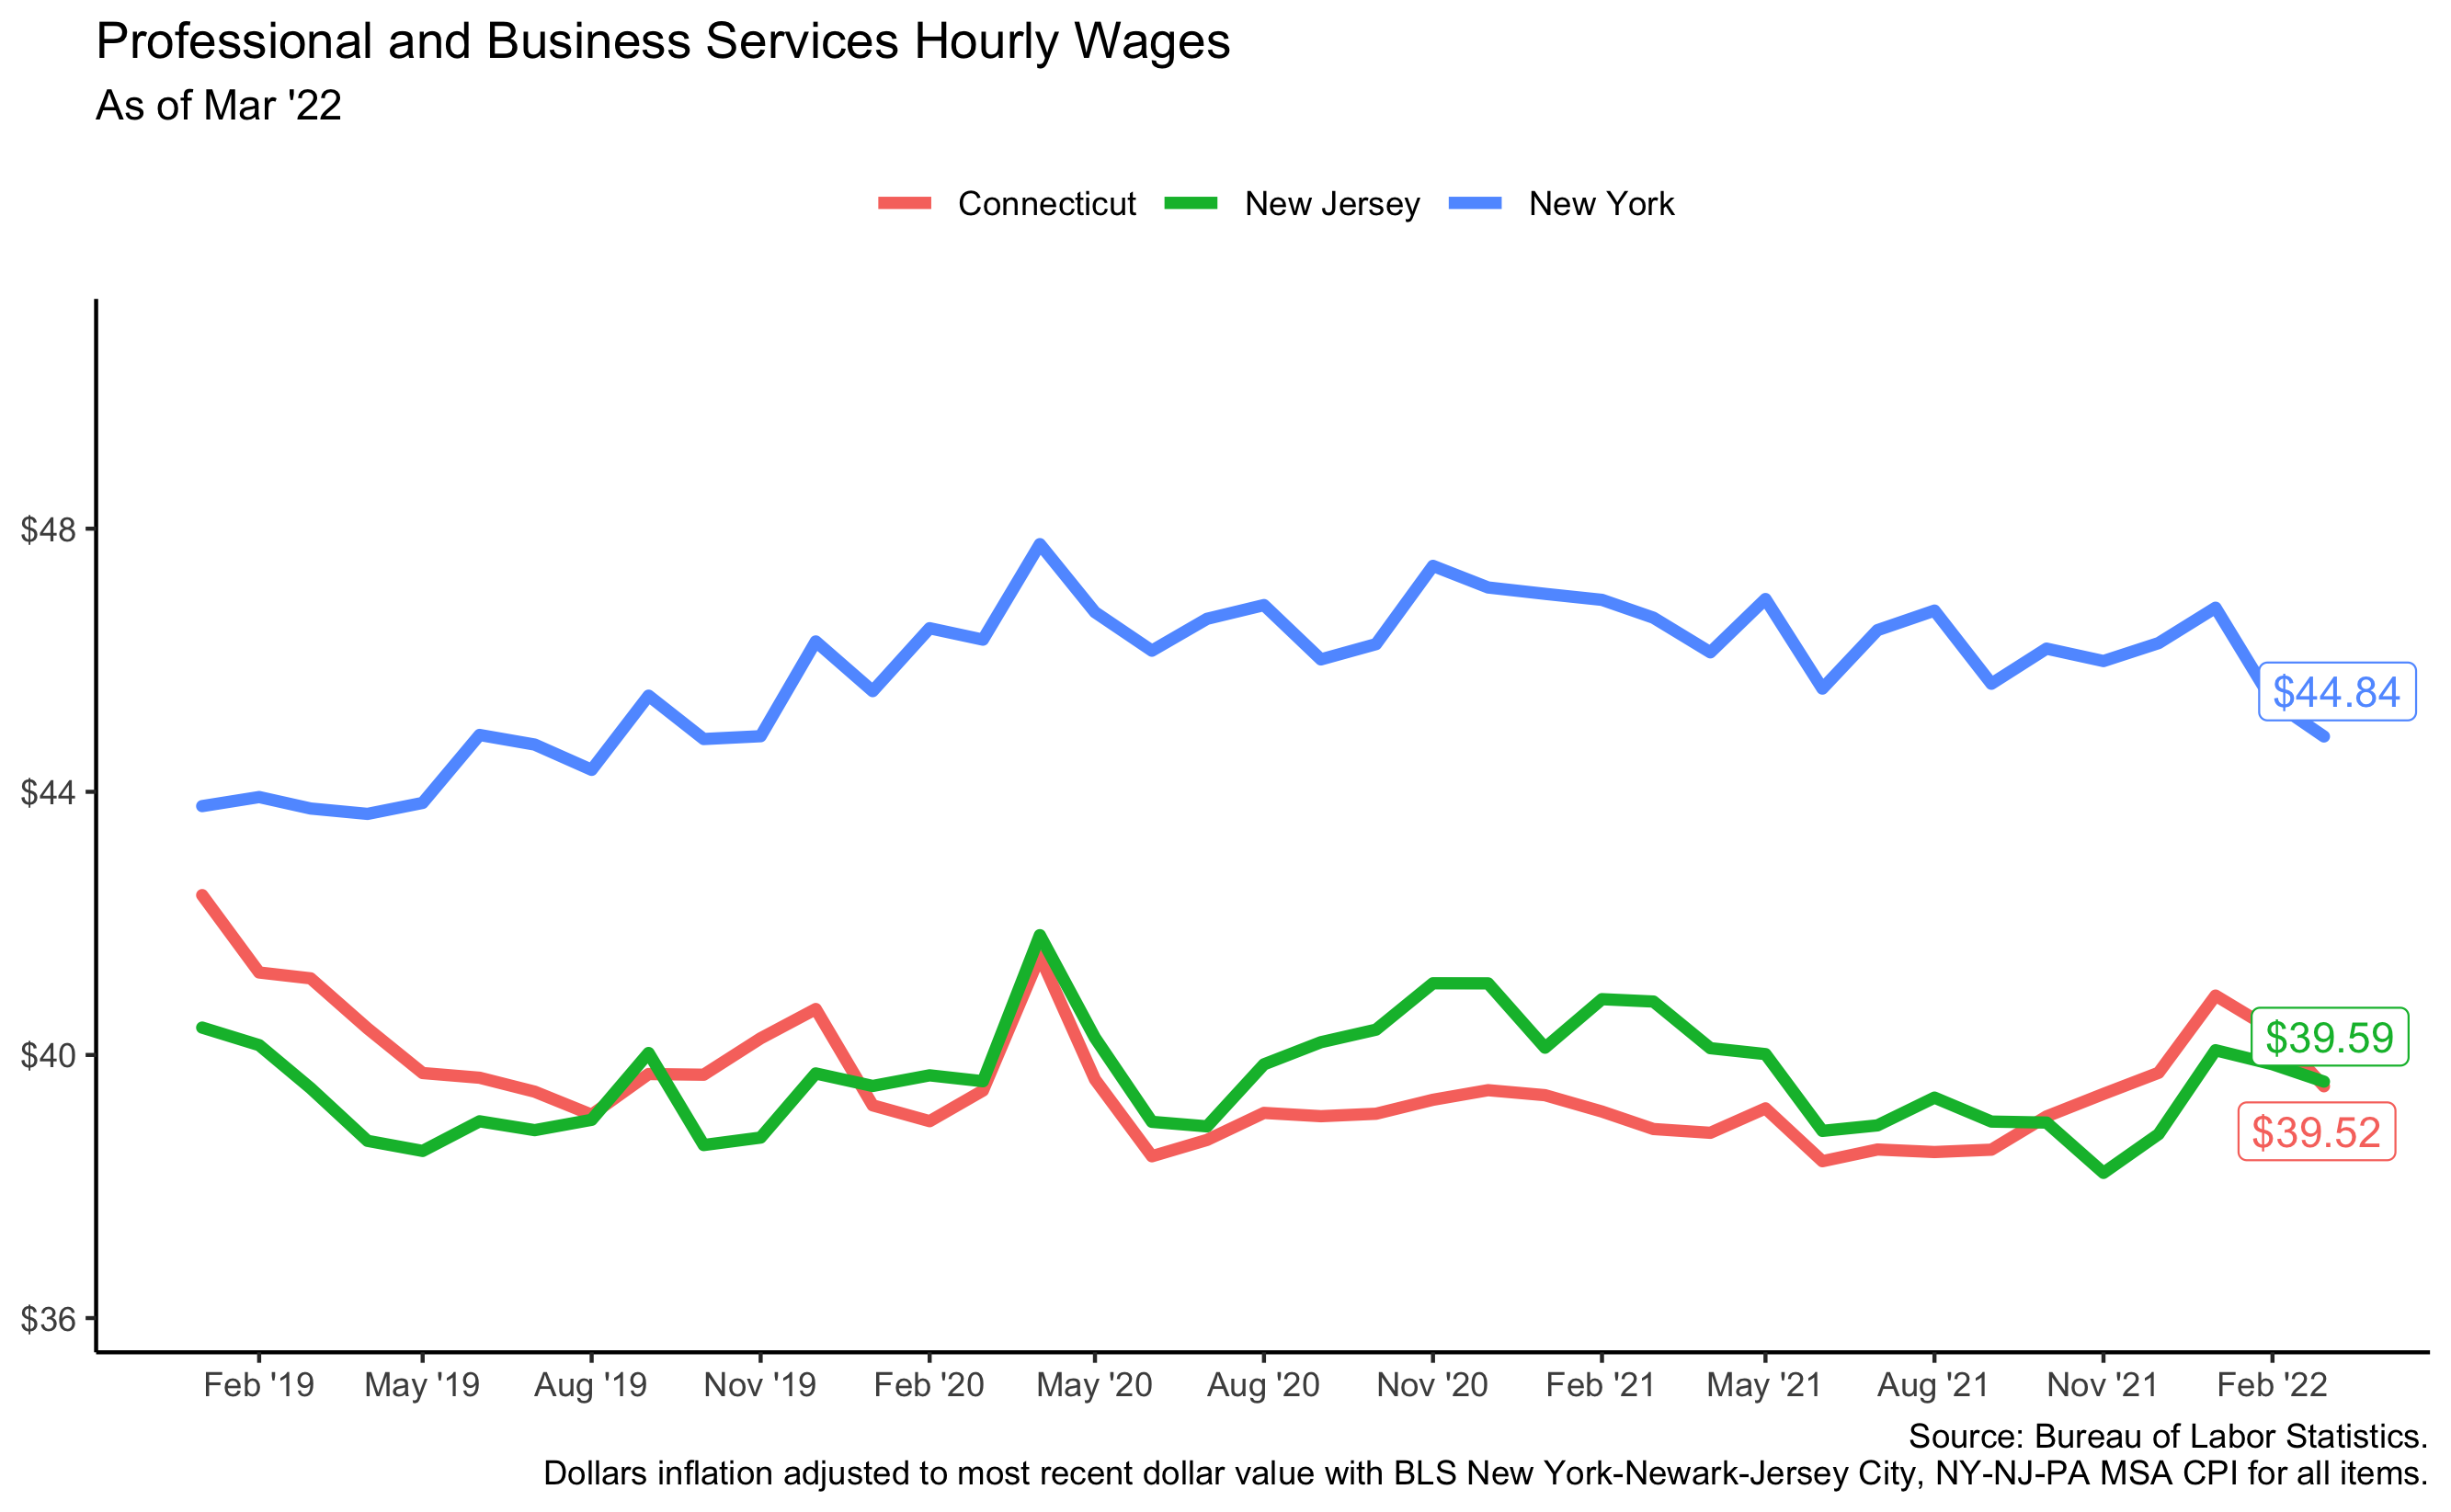 Professional and Business Services Hourly Wages
As of Mar '22
Connecticut New Jersey New York
$48
$44
$40
$36
$44.84
$39.59
$39.52
Feb '19 May '19 Aug '19 Nov '19 Feb '20 May '20 Aug '20 Nov '20 Feb '21 May '21 Aug '21 Nov '21 Feb '22
Source: Bureau of Labor Statistics.
Dollars inflation adjusted to most recent dollar value with BLS New York-Newark-Jersey City, NY-NJ-PA MSA CPI for all items.